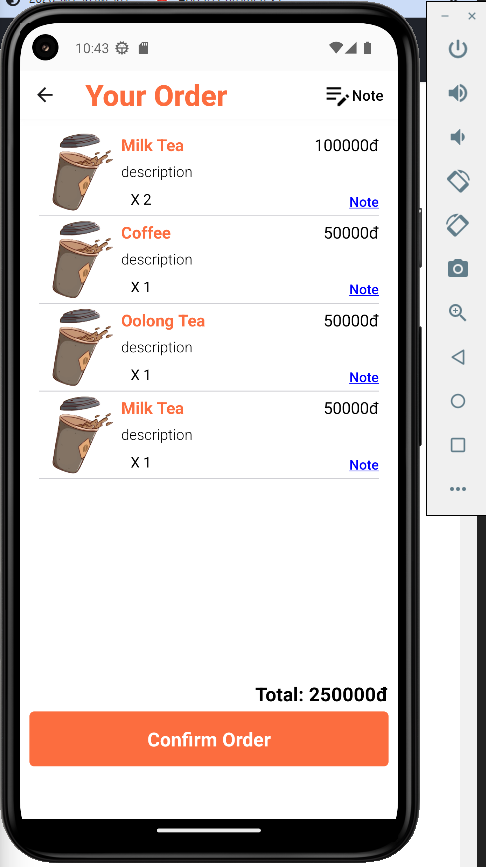 10:43
Your Order
Note
Milk Tea 100000đ
description
X 2 Note
Coffee 50000đ
description
X 1 Note
Oolong Tea 50000đ
description
X 1 Note
Milk Tea 50000đ
description
X 1 Note
Total: 250000đ
Confirm Order